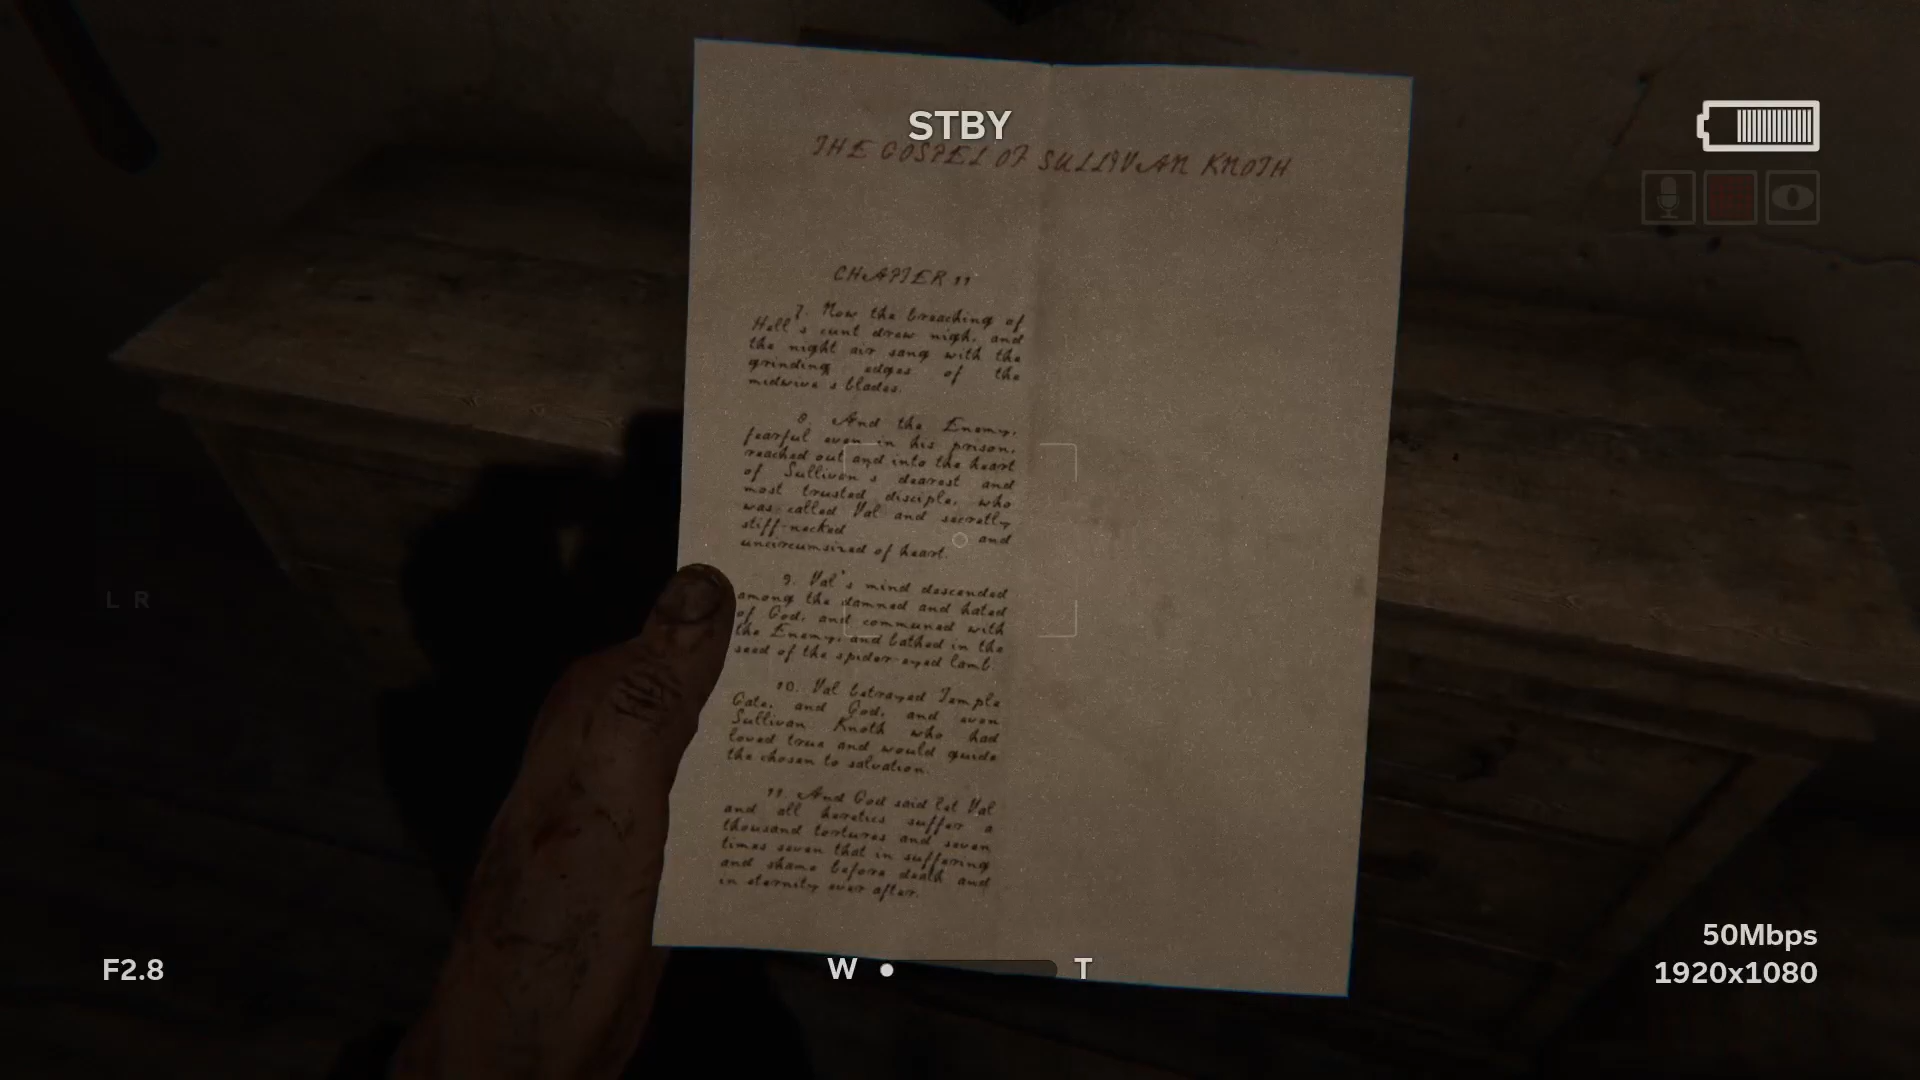 STBY
THE GOSPEL OF SULLIVAN KNOTH
CHAPTER 11
7. Now the breaching of
Hell's cunt drew nigh, and
the night air sang with the
grinding edges of the
midwive's blades.
8. And the Enemy,
fearful even in his prison,
reached out and into the heart
of Sullivan's dearest and
most trusted disciple, who
was called Val and secretly
stiff-necked and
uncircumsized of heart.
9. Val's mind descended
among the damned and hated
of God, and communed with
the Enemy, and bathed in the
seed of the spider-eyed lamb.
10. Val betrayed Temple
Gate, and God, and even
Sullivan Knoth who had
loved true and would guide
the chosen to salvation.
11. And God said let Val
and all heretics suffer a
thousand tortures and seven
times seven that in suffering
and shame before death and
in eternity ever after.
L R
F2.8
W T
50Mbps
1920x1080